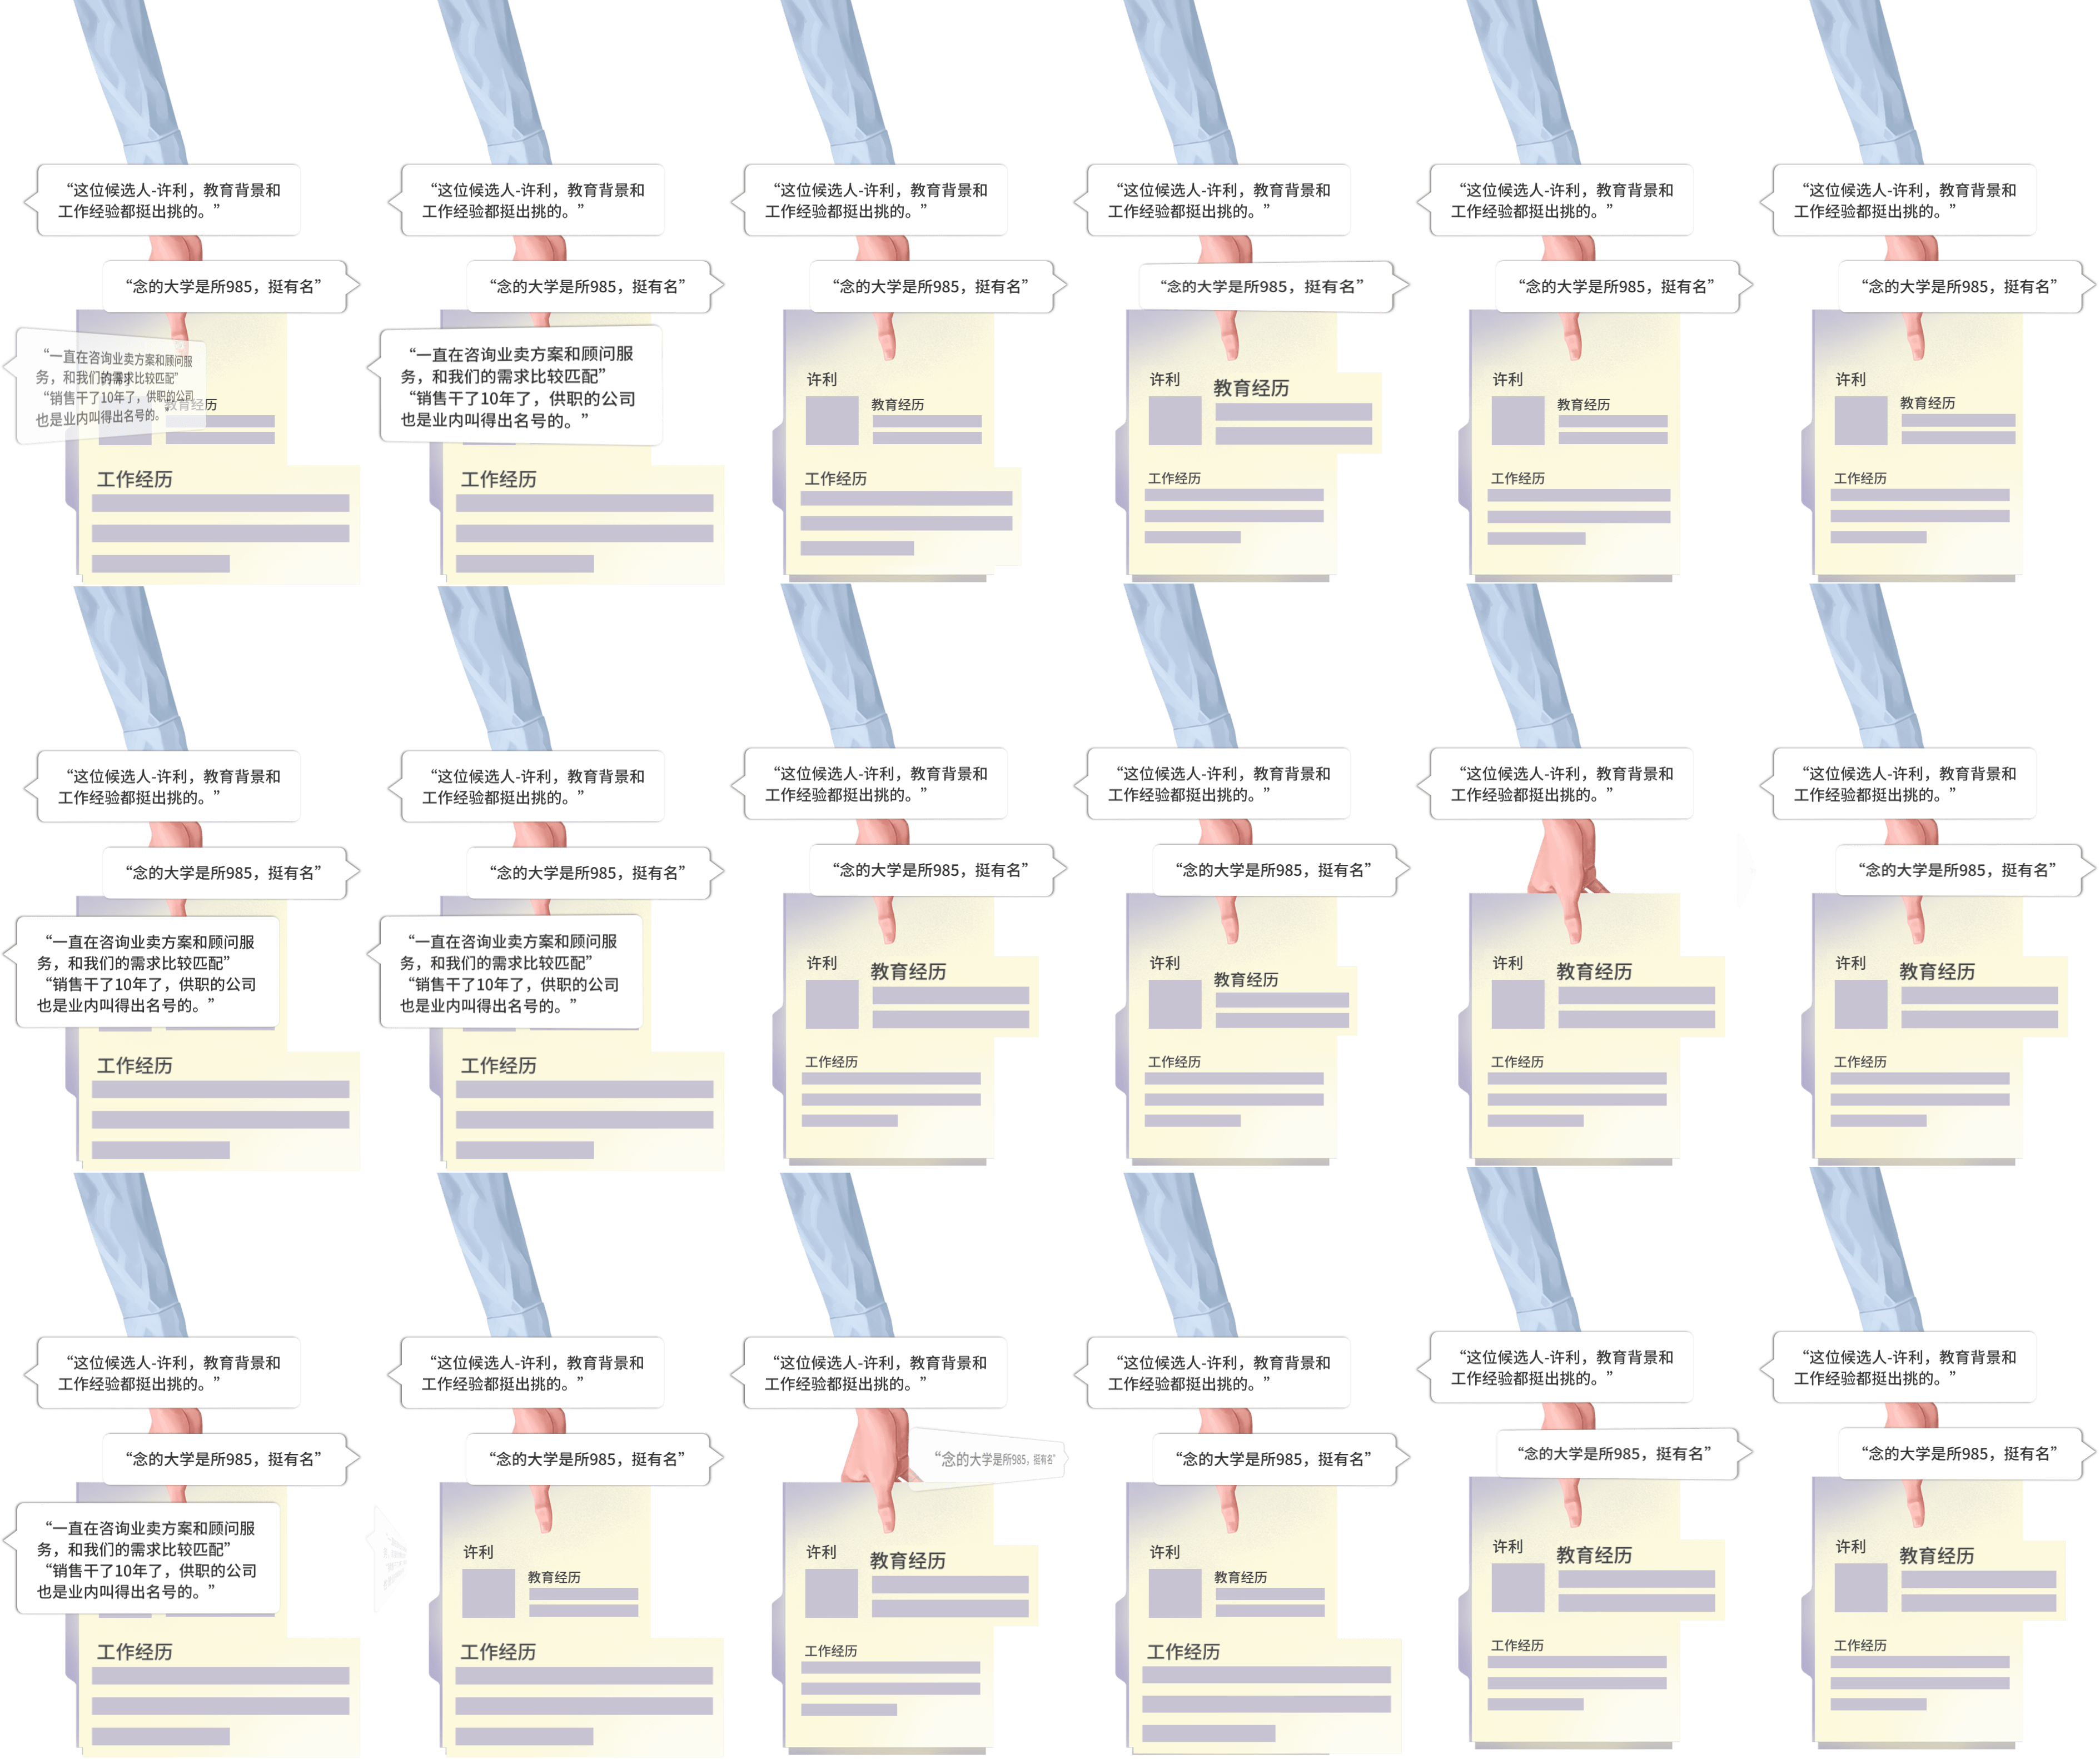 “这位候选人-许利，教育背景和
工作经验都挺出挑的。”
“念的大学是所985，挺有名”
“一直在咨询业卖方案和顾问服
务，和我们的需求比较匹配”
“销售干了10年了，供职的公司
也是业内叫得出名号的。
教育经历
工作经历
“这位候选人-许利，教育背景和
工作经验都挺出挑的。”
“念的大学是所985，挺有名”
“一直在咨询业卖方案和顾问服
务，和我们的需求比较匹配”
“销售干了10年了，供职的公司
也是业内叫得出名号的。”
工作经历
“这位候选人-许利，教育背景和
工作经验都挺出挑的。”
“念的大学是所985，挺有名”
许利
教育经历
工作经历
“这位候选人-许利，教育背景和
工作经验都挺出挑的。”
“念的大学是所985，挺有名”
许利
教育经历
工作经历
“这位候选人-许利，教育背景和
工作经验都挺出挑的。”
“念的大学是所985，挺有名”
许利
教育经历
工作经历
“这位候选人-许利，教育背景和
工作经验都挺出挑的。”
“念的大学是所985，挺有名”
许利
教育经历
工作经历
“这位候选人-许利，教育背景和
工作经验都挺出挑的。”
“念的大学是所985，挺有名”
“一直在咨询业卖方案和顾问服
务，和我们的需求比较匹配”
“销售干了10年了，供职的公司
也是业内叫得出名号的。”
工作经历
“这位候选人-许利，教育背景和
工作经验都挺出挑的。”
“念的大学是所985，挺有名”
“一直在咨询业卖方案和顾问服
务，和我们的需求比较匹配”
“销售干了10年了，供职的公司
也是业内叫得出名号的。”
工作经历
“这位候选人-许利，教育背景和
工作经验都挺出挑的。”
“念的大学是所985，挺有名”
许利
教育经历
工作经历
“这位候选人-许利，教育背景和
工作经验都挺出挑的。”
“念的大学是所985，挺有名”
许利
教育经历
工作经历
“这位候选人-许利，教育背景和
工作经验都挺出挑的。”
许利
教育经历
工作经历
“这位候选人-许利，教育背景和
工作经验都挺出挑的。”
“念的大学是所985，挺有名”
许利
教育经历
工作经历
“这位候选人-许利，教育背景和
工作经验都挺出挑的。”
“念的大学是所985，挺有名”
“一直在咨询业卖方案和顾问服
务，和我们的需求比较匹配”
“销售干了10年了，供职的公司
也是业内叫得出名号的。”
工作经历
“这位候选人-许利，教育背景和
工作经验都挺出挑的。”
“念的大学是所985，挺有名”
许利
教育经历
工作经历
“这位候选人-许利，教育背景和
工作经验都挺出挑的。”
“念的大学是所985，挺有名”
许利
教育经历
工作经历
“这位候选人-许利，教育背景和
工作经验都挺出挑的。”
“念的大学是所985，挺有名”
许利
教育经历
工作经历
“这位候选人-许利，教育背景和
工作经验都挺出挑的。”
“念的大学是所985，挺有名”
许利
教育经历
工作经历
“这位候选人-许利，教育背景和
工作经验都挺出挑的。”
“念的大学是所985，挺有名”
许利
教育经历
工作经历